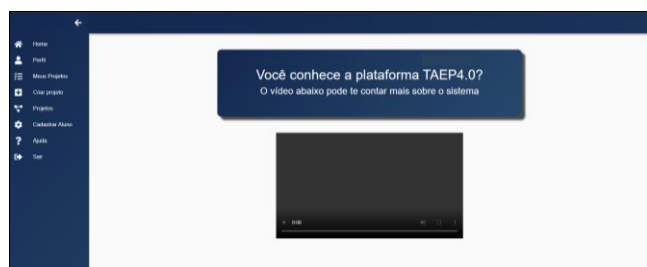 Home
Perfil
Meus Projetos
Criar projeto
Projetos
Cadastrar Aluno
Ajuda
Sair
Você conhece a plataforma TAEP4.0?
O vídeo abaixo pode te contar mais sobre o sistema
0:00